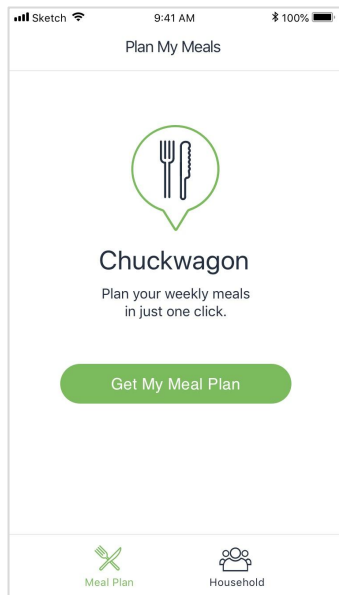 Sketch 9:41 AM 100%
Plan My Meals
Chuckwagon
Plan your weekly meals
in just one click.
Get My Meal Plan
Meal Plan Household